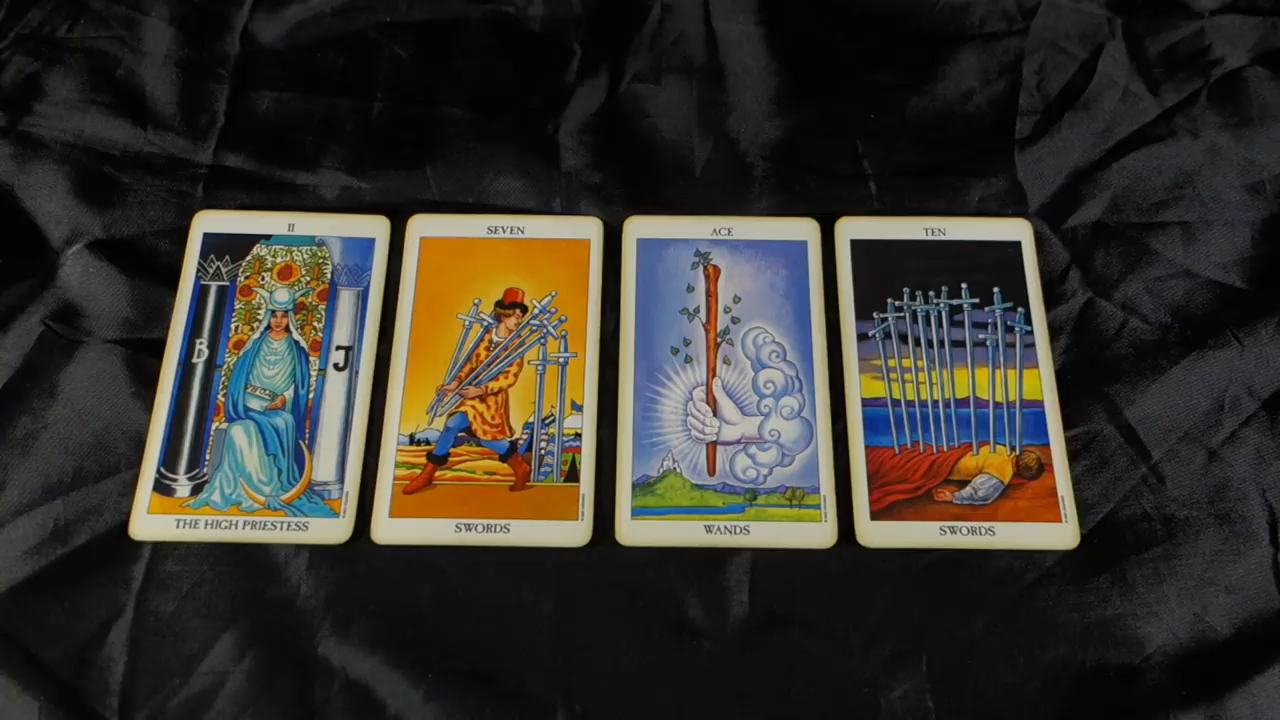 II
B
J
THE HIGH PRIESTESS
SEVEN
SWORDS
ACE
WANDS
TEN
SWORDS